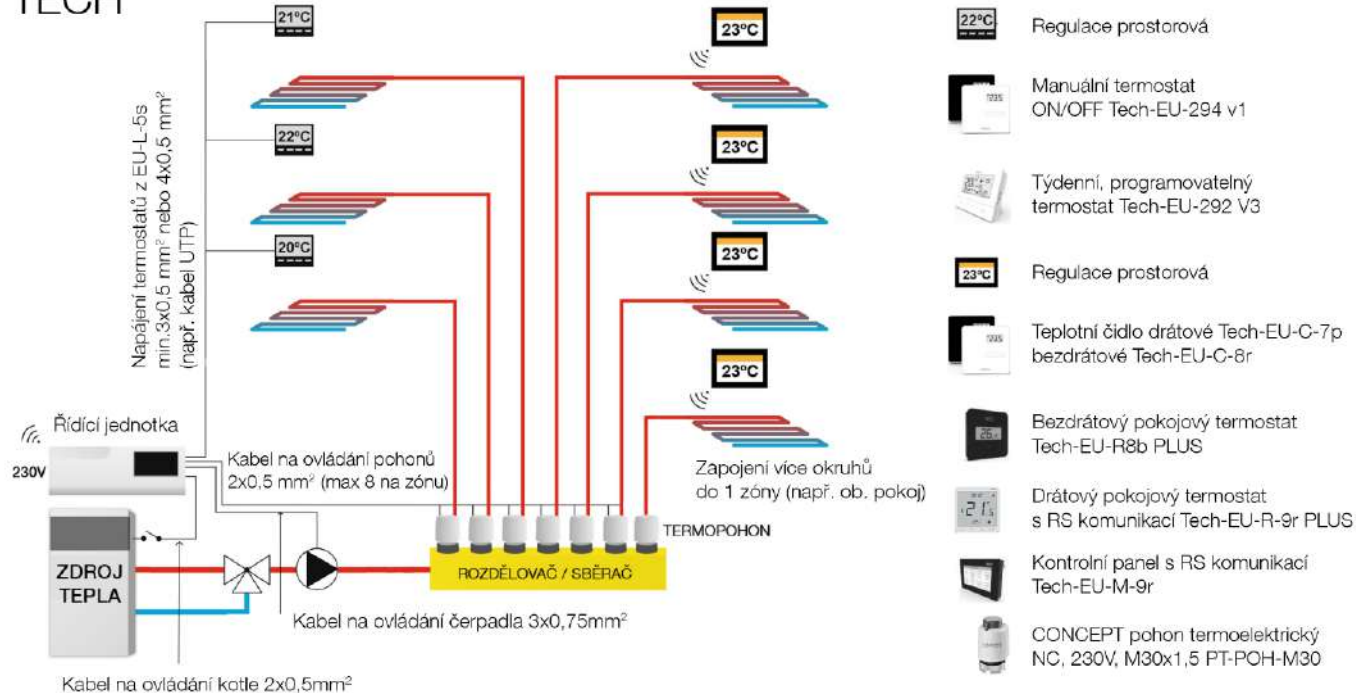 TECH
21°C
23°C
22°C
23°C
20°C
23°C
23°C
Napájení termostatů z EU-L-5s
min.3x0,5 mm² nebo 4x0,5 mm²
(např. kabel UTP)
Řídící jednotka
230V
Kabel na ovládání pohonů
2x0,5 mm² (max 8 na zónu)
Zapojení více okruhů
do 1 zóny (např. ob. pokoj)
TERMOPOHON
ZDROJ
TEPLA
ROZDĚLOVAČ / SBĚRAČ
Kabel na ovládání čerpadla 3x0,75mm²
Kabel na ovládání kotle 2x0,5mm²
22°C
Regulace prostorová
Manuální termostat
ON/OFF Tech-EU-294 v1
Týdenní, programovatelný
termostat Tech-EU-292 V3
23°C
Regulace prostorová
Teplotní čidlo drátové Tech-EU-C-7p
bezdrátové Tech-EU-C-8r
Bezdrátový pokojový termostat
Tech-EU-R8b PLUS
Drátový pokojový termostat
s RS komunikací Tech-EU-R-9r PLUS
Kontrolní panel s RS komunikací
Tech-EU-M-9r
CONCEPT pohon termoelektrický
NC, 230V, M30x1,5 PT-POH-M30